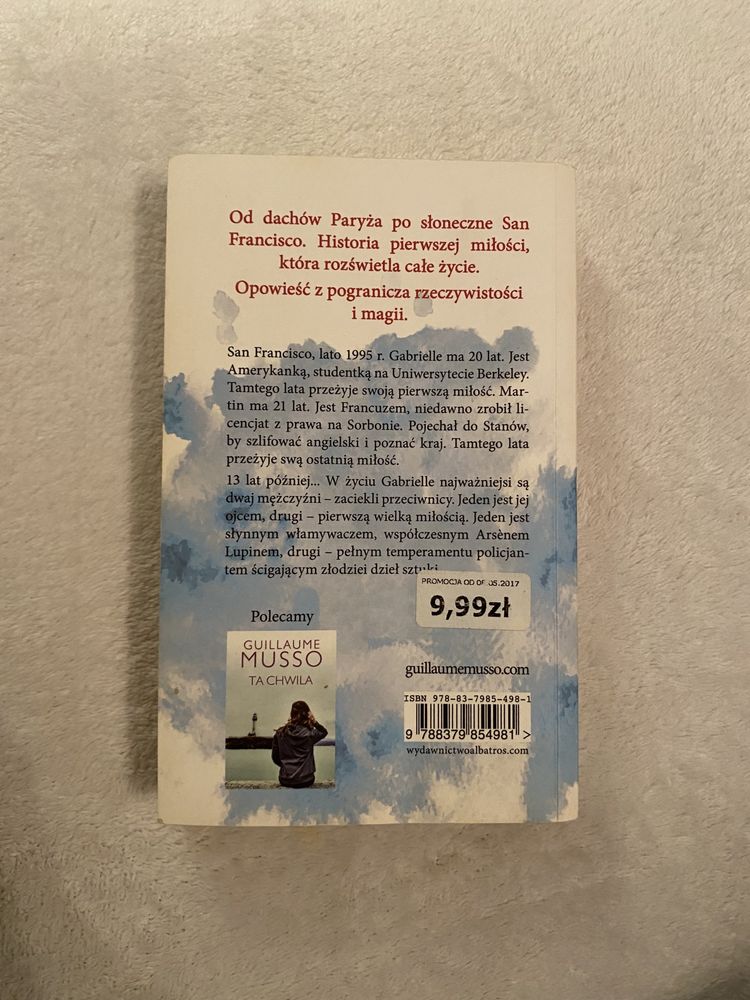 Od dachów Paryża po słoneczne San
Francisco. Historia pierwszej miłości,
która rozświetla całe życie.
Opowieść z pogranicza rzeczywistości
i magii.
San Francisco, lato 1995 r. Gabrielle ma 20 lat. Jest
Amerykanką, studentką na Uniwersytecie Berkeley.
Tamtego lata przeżyje swoją pierwszą miłość. Mar-
tin ma 21 lat. Jest Francuzem, niedawno zrobił li-
cencjat z prawa na Sorbonie. Pojechał do Stanów,
by szlifować angielski i poznać kraj. Tamtego lata
przeżyje swą ostatnią miłość.
13 lat później... W życiu Gabrielle najważniejsi są
dwaj mężczyźni – zaciekli przeciwnicy. Jeden jest jej
ojcem, drugi – pierwszą wielką miłością. Jeden jest
słynnym włamywaczem, współczesnym Arsènem
Lupinem, drugi – pełnym temperamentu policjan-
tem ścigającym złodziei dzieł sztuki
PROMOCJA OD 0 .05.2017
9,99zł
Polecamy
GUILLAUME
MUSSO
TA CHWILA
guillaumemusso.com
ISBN 978-83-7985-498-1
9 788379 854981 >
wydawnictwoalbatros.com